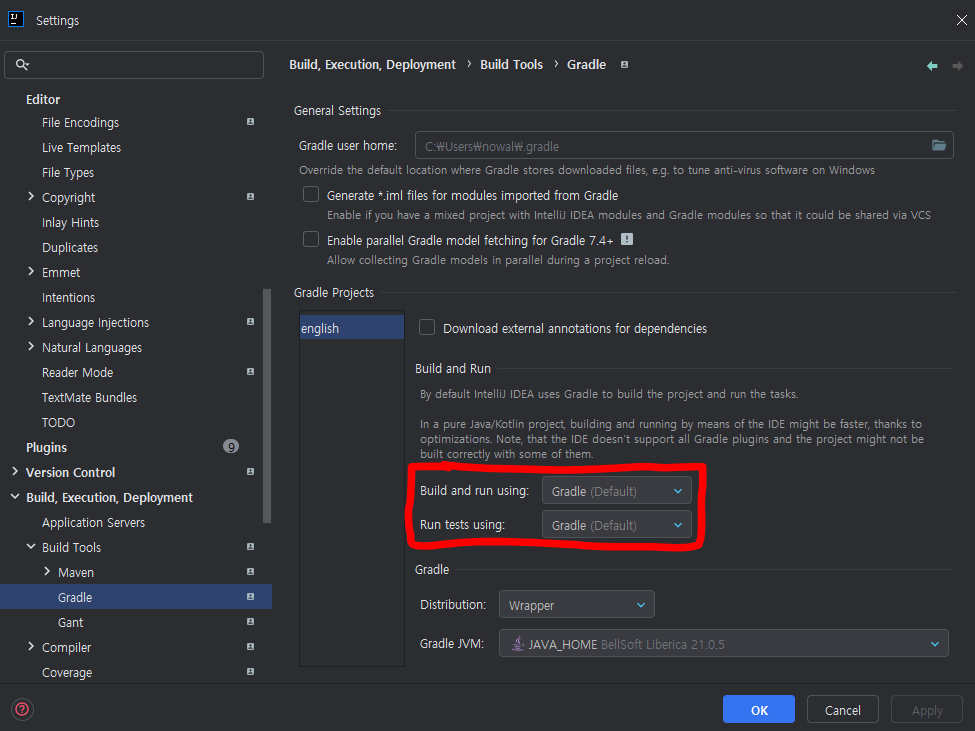 Settings
Build, Execution, Deployment › Build Tools › Gradle
Editor
File Encodings
Live Templates
File Types
Copyright
Inlay Hints
Duplicates
Emmet
Intentions
Language Injections
Natural Languages
Reader Mode
TextMate Bundles
TODO
Plugins 9
Version Control
Build, Execution, Deployment
Application Servers
Build Tools
Maven
Gradle
Gant
Compiler
Coverage
General Settings
Gradle user home: C:₩Users₩nowal₩.gradle
Override the default location where Gradle stores downloaded files, e.g. to tune anti-virus software on Windows
Generate *.iml files for modules imported from Gradle
Enable if you have a mixed project with IntelliJ IDEA modules and Gradle modules so that it could be shared via VCS
Enable parallel Gradle model fetching for Gradle 7.4+ !
Allow collecting Gradle models in parallel during a project reload.
Gradle Projects
english
Download external annotations for dependencies
Build and Run
By default IntelliJ IDEA uses Gradle to build the project and run the tasks.
In a pure Java/Kotlin project, building and running by means of the IDE might be faster, thanks to
optimizations. Note, that the IDE doesn't support all Gradle plugins and the project might not be
built correctly with some of them.
Build and run using: Gradle (Default)
Run tests using: Gradle (Default)
Gradle
Distribution: Wrapper
Gradle JVM: JAVA_HOME BellSoft Liberica 21.0.5
?
OK
Cancel
Apply